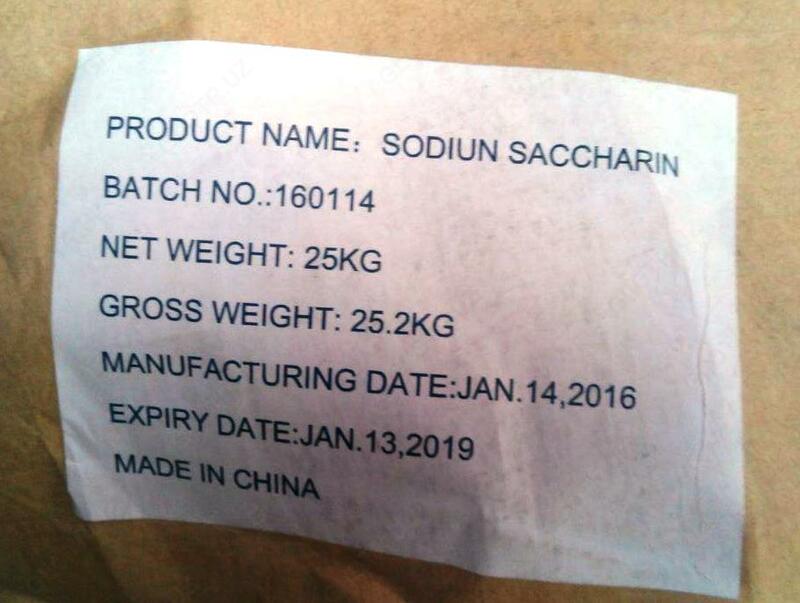 PRODUCT NAME: SODIUN SACCHARIN
BATCH NO.:160114
NET WEIGHT: 25KG
GROSS WEIGHT: 25.2KG
MANUFACTURING DATE:JAN.14,2016
EXPIRY DATE:JAN.13,2019
MADE IN CHINA